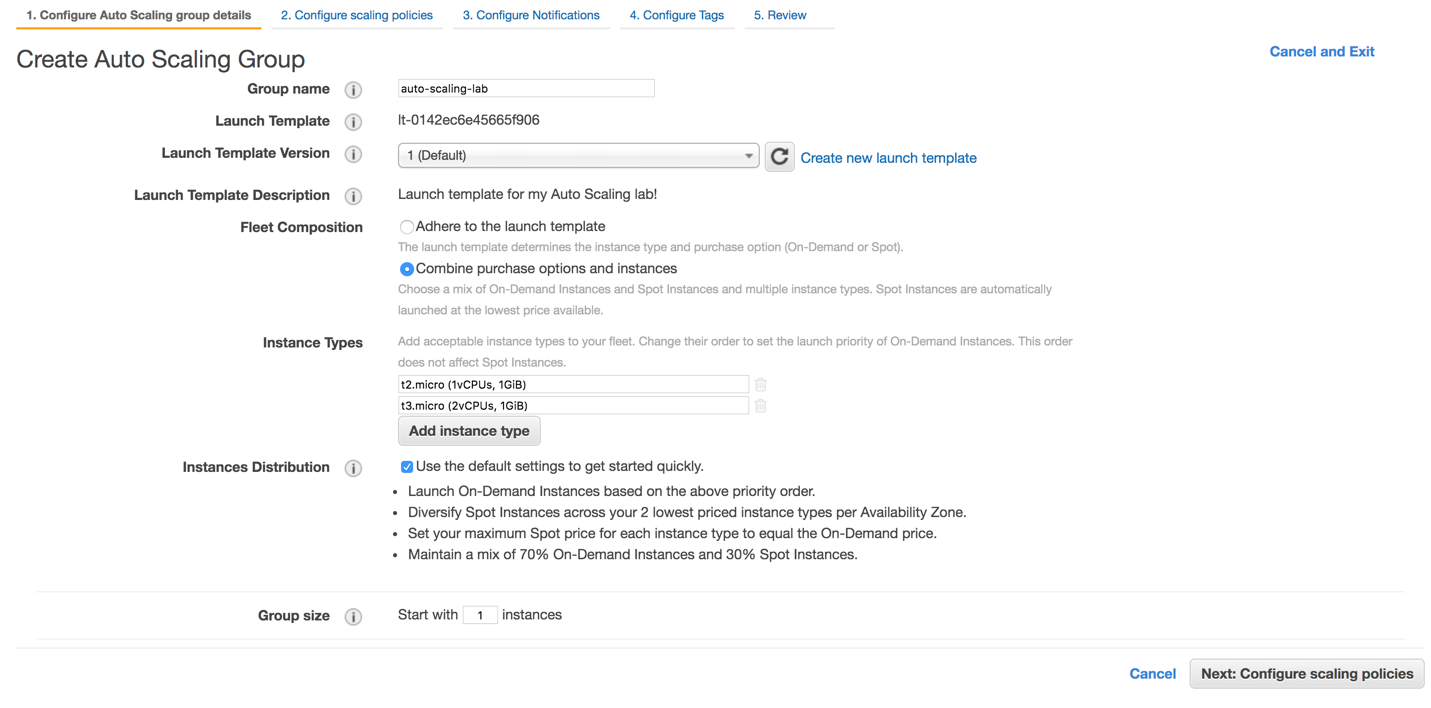 1. Configure Auto Scaling group details 2. Configure scaling policies 3. Configure Notifications 4. Configure Tags 5. Review
Create Auto Scaling Group
Cancel and Exit
Group name i auto-scaling-lab
Launch Template i lt-0142ec6e45665f906
Launch Template Version i 1 (Default) Create new launch template
Launch Template Description i Launch template for my Auto Scaling lab!
Fleet Composition Adhere to the launch template
The launch template determines the instance type and purchase option (On-Demand or Spot).
Combine purchase options and instances
Choose a mix of On-Demand Instances and Spot Instances and multiple instance types. Spot Instances are automatically
launched at the lowest price available.
Instance Types Add acceptable instance types to your fleet. Change their order to set the launch priority of On-Demand Instances. This order
does not affect Spot Instances.
t2.micro (1vCPUs, 1GiB)
t3.micro (2vCPUs, 1GiB)
Add instance type
Instances Distribution i Use the default settings to get started quickly.
• Launch On-Demand Instances based on the above priority order.
• Diversify Spot Instances across your 2 lowest priced instance types per Availability Zone.
• Set your maximum Spot price for each instance type to equal the On-Demand price.
• Maintain a mix of 70% On-Demand Instances and 30% Spot Instances.
Group size i Start with 1 instances
Cancel Next: Configure scaling policies